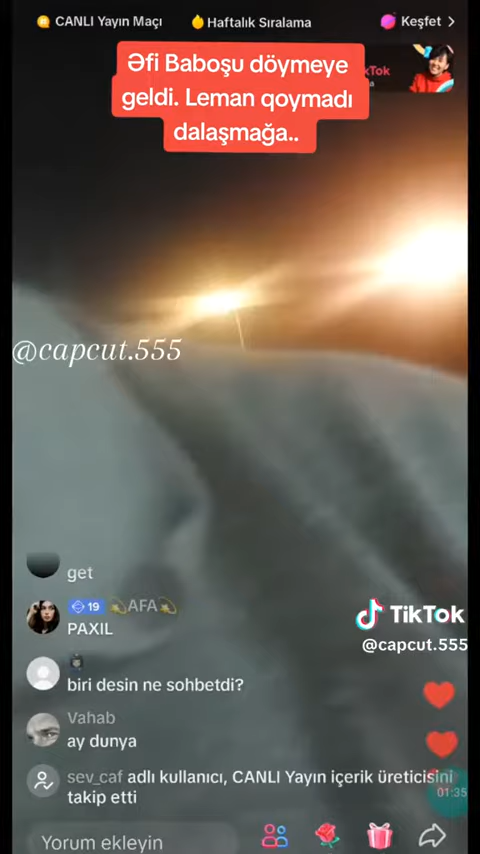 CANLI Yayın Maçı
Haftalık Sıralama
Keşfet
Əfi Baboşu döymeye
geldi. Leman qoymadı
dalaşmağa..
kTok
@capcut.555
get
19 AFA
PAXIL
TikTok
@capcut.555
biri desin ne sohbetdi?
Vahab
ay dunya
sev_caf adlı kullanıcı, CANLI Yayın içerik üreticisini
takip etti
01:35
Yorum ekleyin